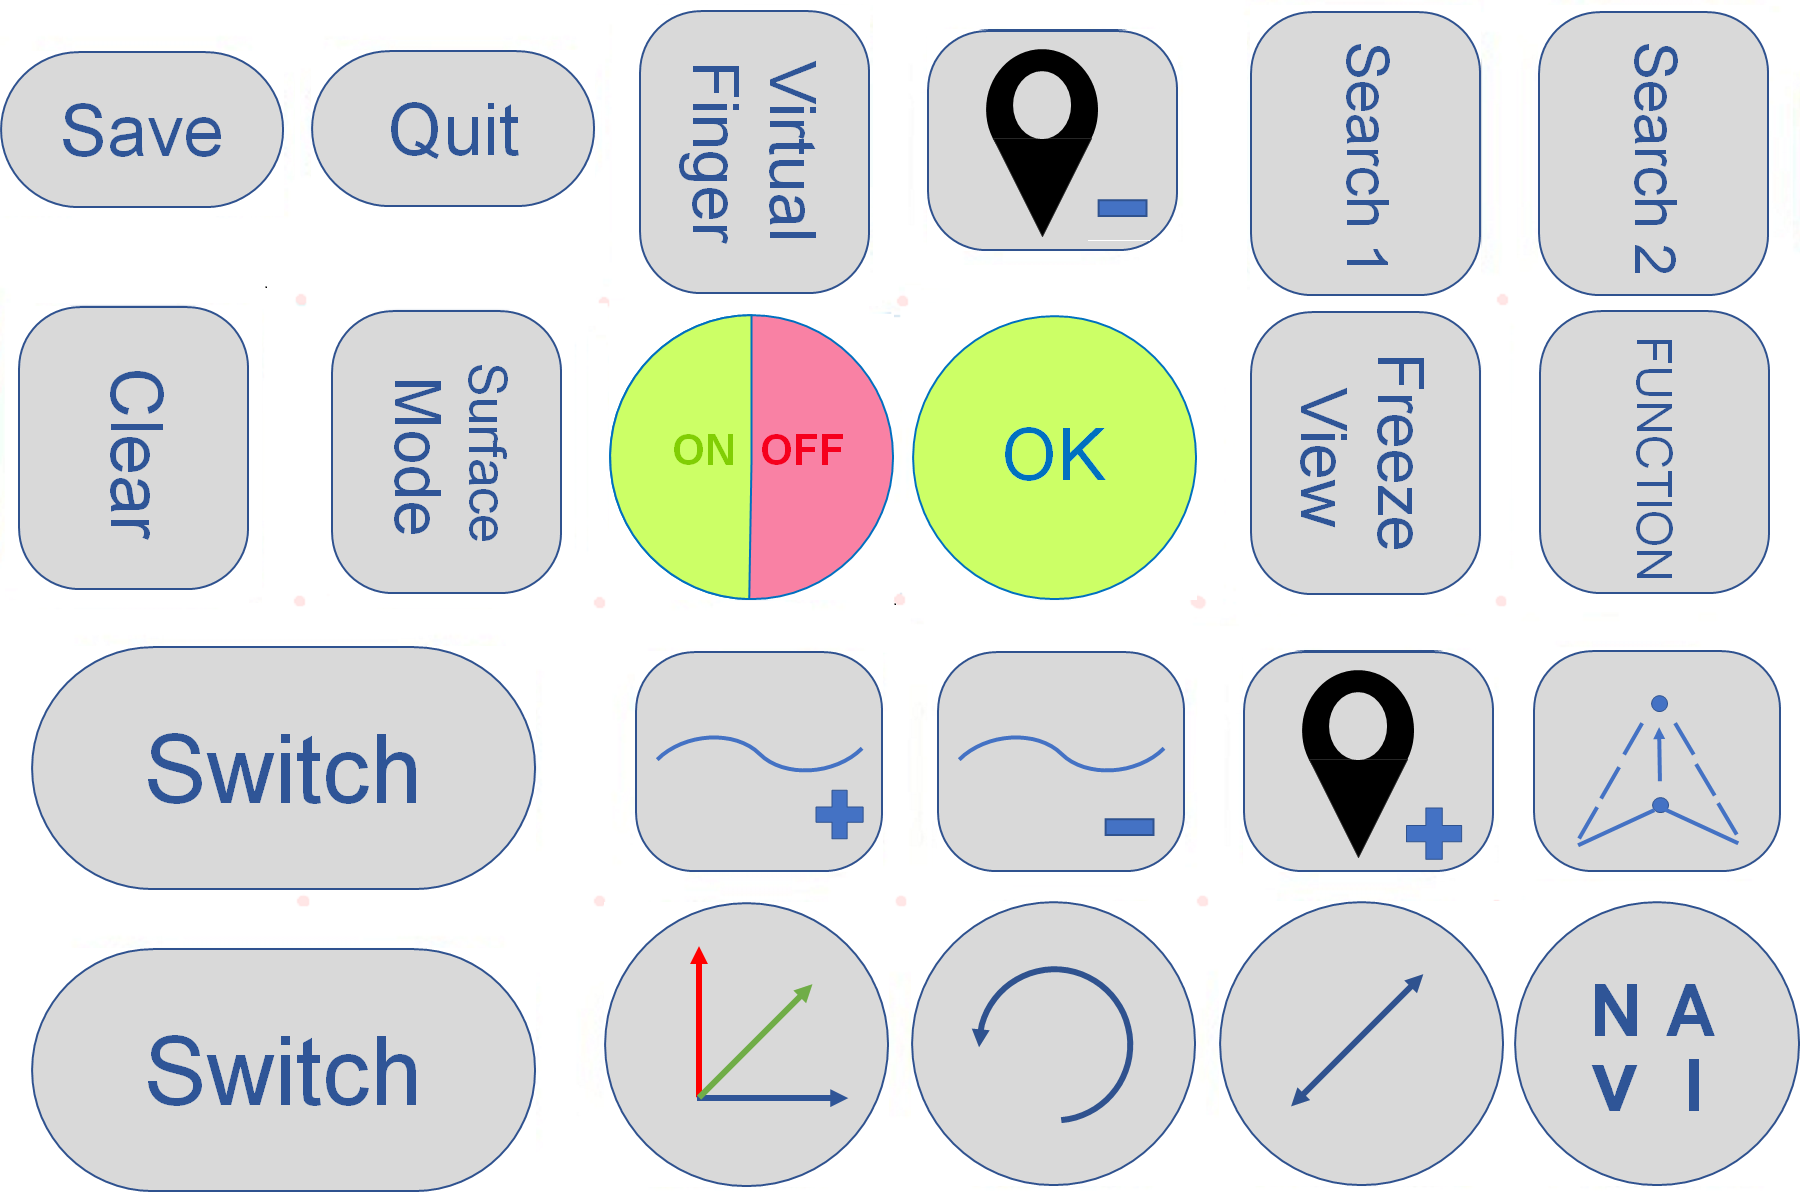 Save
Quit
Virtual
Finger
Search 1
Search 2
Clear
Surface
Mode
ON
OFF
OK
Freeze
View
FUNCTION
Switch
Switch
N A
V I